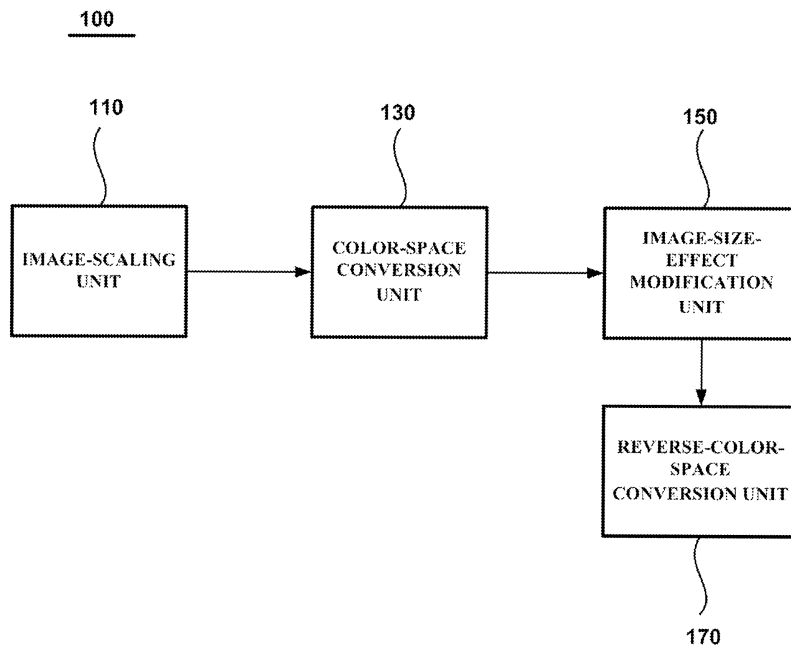 100
110
130
150
IMAGE-SCALING
UNIT
COLOR-SPACE
CONVERSION
UNIT
IMAGE-SIZE-
EFFECT
MODIFICATION
UNIT
REVERSE-COLOR-
SPACE
CONVERSION UNIT
170